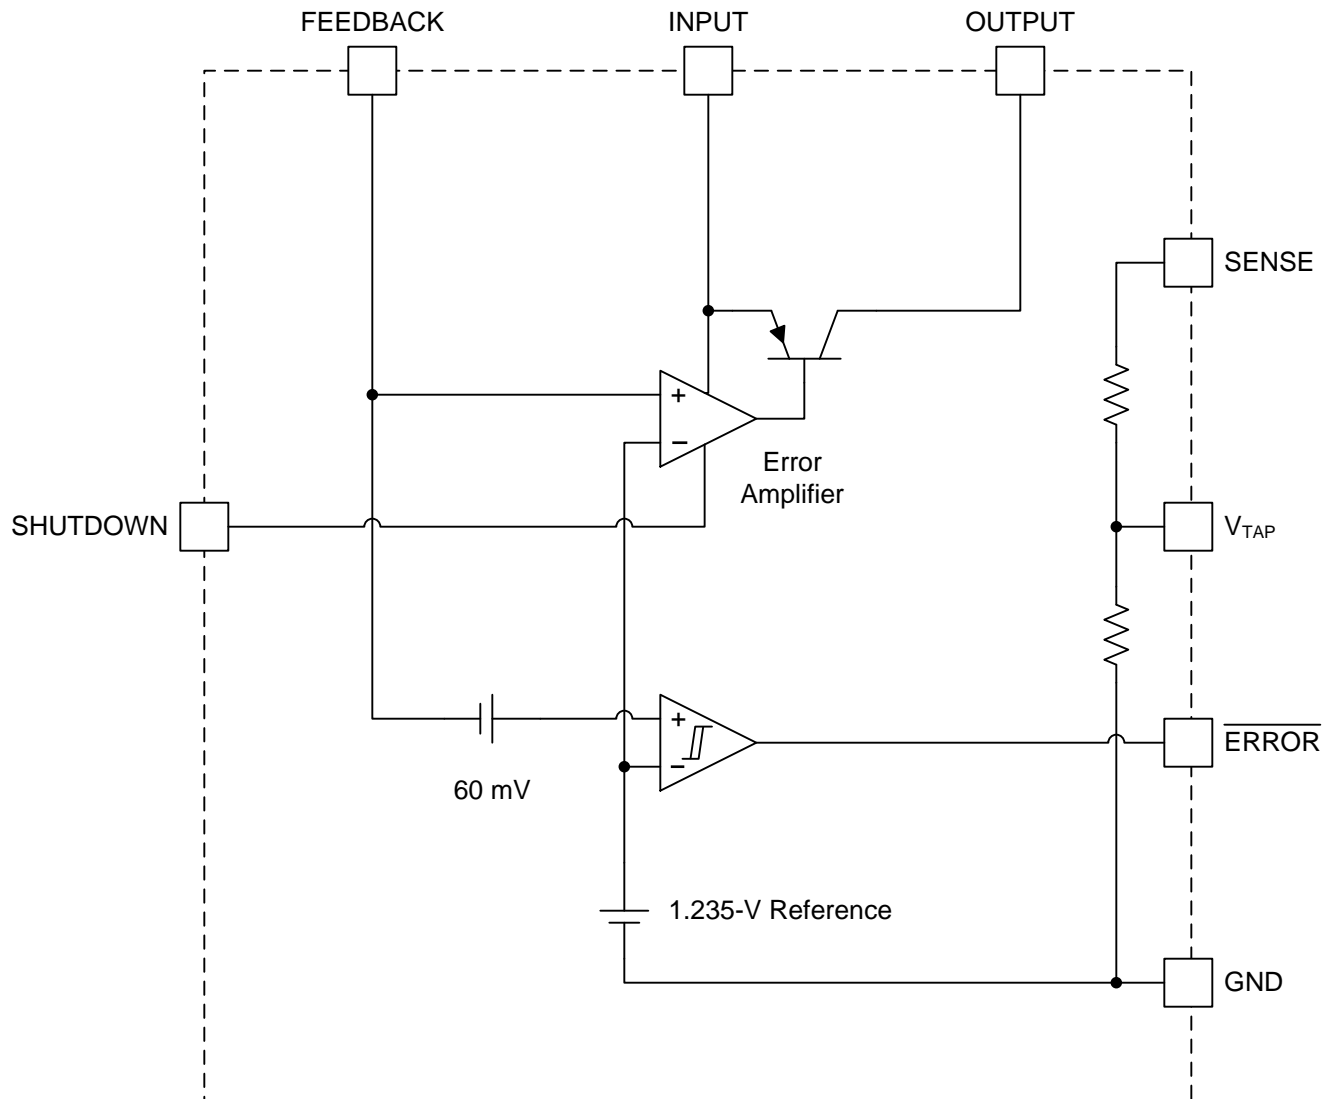 FEEDBACK
INPUT
OUTPUT
SENSE
+
−
Error
Amplifier
SHUTDOWN
VTAP
+
−
ERROR
60 mV
1.235-V Reference
GND